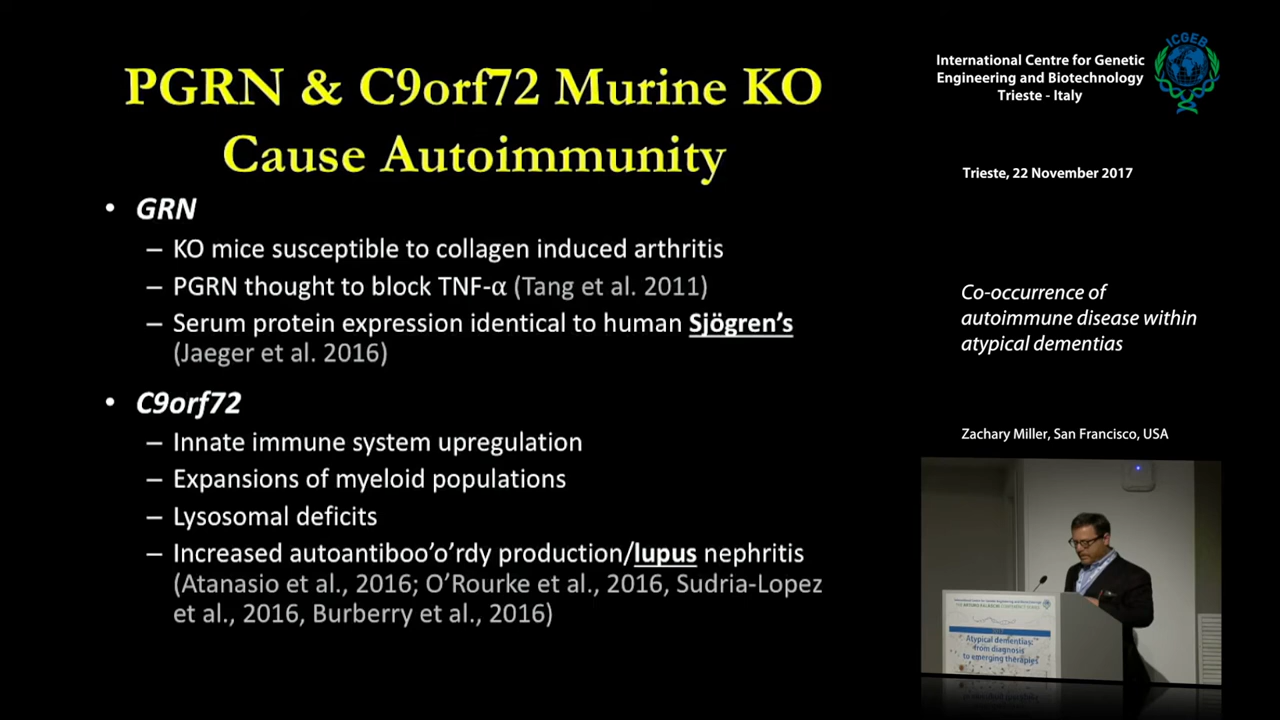 PGRN & C9orf72 Murine KO
Cause Autoimmunity
• GRN
– KO mice susceptible to collagen induced arthritis
– PGRN thought to block TNF-α (Tang et al. 2011)
– Serum protein expression identical to human Sjögren’s
(Jaeger et al. 2016)
• C9orf72
– Innate immune system upregulation
– Expansions of myeloid populations
– Lysosomal deficits
– Increased autoantiboo’o’rdy production/lupus nephritis
(Atanasio et al., 2016; O’Rourke et al., 2016, Sudria-Lopez
et al., 2016, Burberry et al., 2016)
International Centre for Genetic
Engineering and Biotechnology
Trieste - Italy
ICGEB
Trieste, 22 November 2017
Co-occurrence of
autoimmune disease within
atypical dementias
Zachary Miller, San Francisco, USA
Atypical dementias:
from diagnosis
to emerging therapies